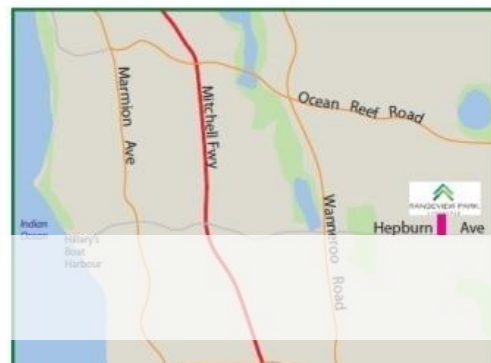 Marmion Ave
Mitchell Fwy
Ocean Reef Road
Wanneroo Road
RANGEVIEW PARK
Hepburn Ave
Indian
Ocean
Hillary's
Boat
Harbour